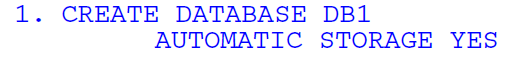 1. CREATE DATABASE DB1
AUTOMATIC STORAGE YES